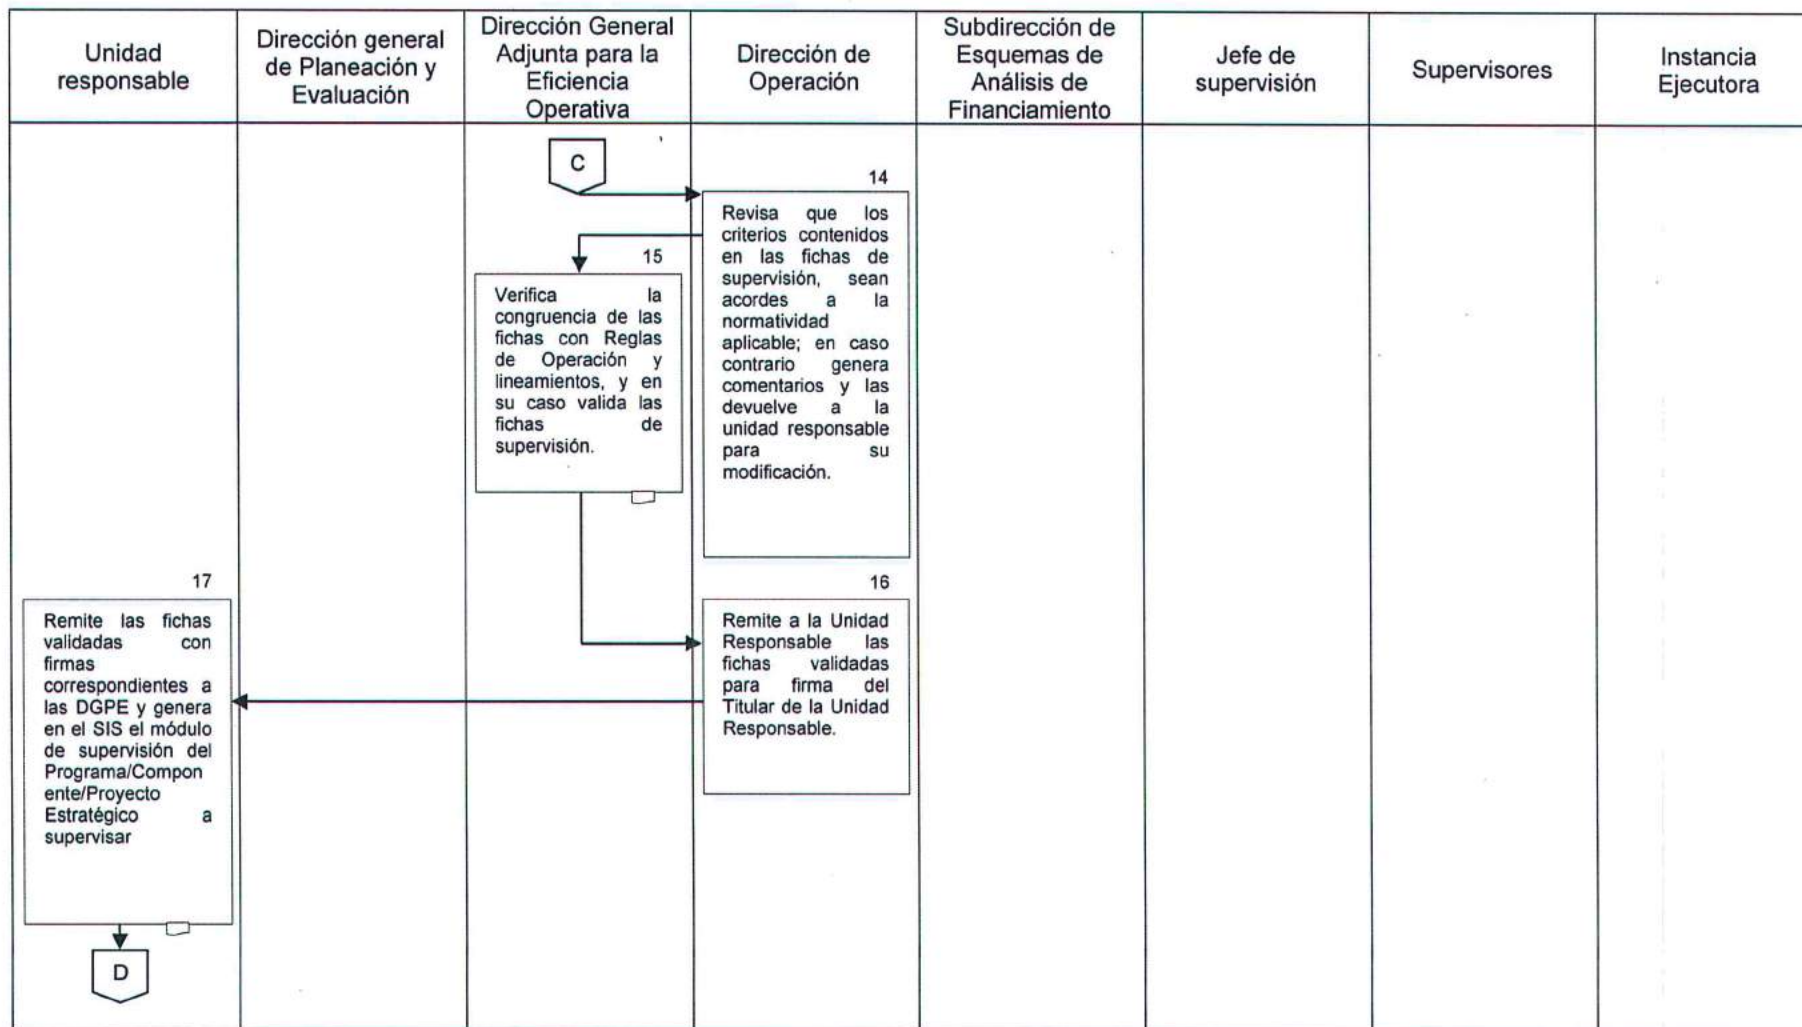 Unidad
responsable
Dirección general
de Planeación y
Evaluación
Dirección General
Adjunta para la
Eficiencia
Operativa
Dirección de
Operación
Subdirección de
Esquemas de
Análisis de
Financiamiento
Jefe de
supervisión
Supervisores
Instancia
Ejecutora
C
14
Revisa que los
criterios contenidos
en las fichas de
supervisión, sean
acordes a la
normatividad
aplicable; en caso
contrario genera
comentarios y las
devuelve a la
unidad responsable
para su
modificación.
15
Verifica la
congruencia de las
fichas con Reglas
de Operación y
lineamientos, y en
su caso valida las
fichas de
supervisión.
16
Remite a la Unidad
Responsable las
fichas validadas
para firma del
Titular de la Unidad
Responsable.
17
Remite las fichas
validadas con
firmas
correspondientes a
las DGPE y genera
en el SIS el módulo
de supervisión del
Programa/Compon
ente/Proyecto
Estratégico a
supervisar
D